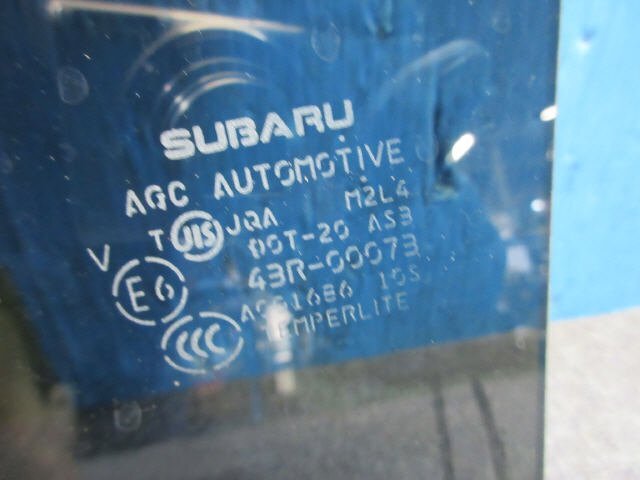 SUBARU
AGC AUTOMOTIVE
T JIS JQA M2L4
DOT-20 AS3
V E6 43R-00073
CCC
TEMPERLITE